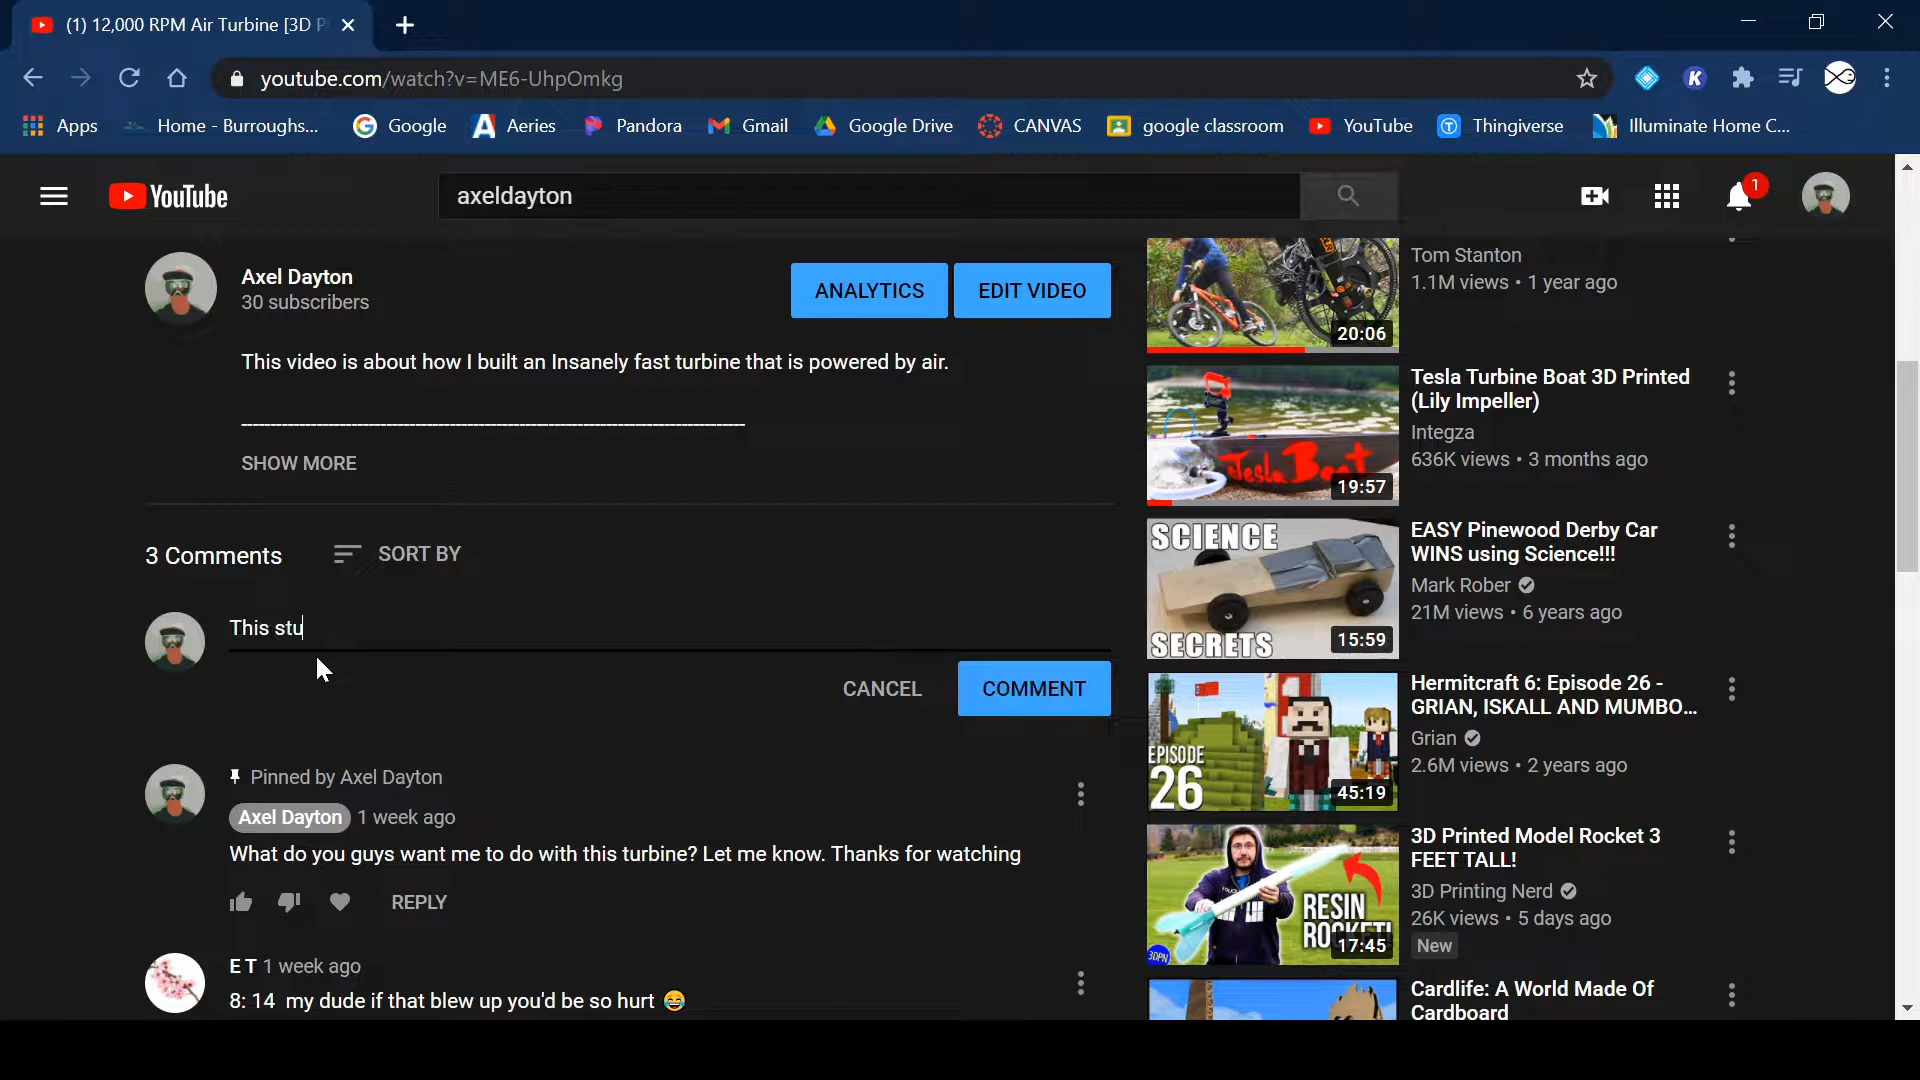 (1) 12,000 RPM Air Turbine [3D P
youtube.com/watch?v=ME6-UhpOmkg
Apps
Home - Burroughs...
Google
Aeries
Pandora
Gmail
Google Drive
CANVAS
google classroom
YouTube
Thingiverse
Illuminate Home C...
YouTube
axeldayton
1
Axel Dayton
30 subscribers
ANALYTICS
EDIT VIDEO
This video is about how I built an Insanely fast turbine that is powered by air.
SHOW MORE
3 Comments
SORT BY
This stu
CANCEL
COMMENT
Pinned by Axel Dayton
Axel Dayton 1 week ago
What do you guys want me to do with this turbine? Let me know. Thanks for watching
REPLY
E T 1 week ago
8: 14 my dude if that blew up you'd be so hurt 😂
20:06
Tom Stanton
1.1M views • 1 year ago
Tesla Boat
19:57
Tesla Turbine Boat 3D Printed
(Lily Impeller)
Integza
636K views • 3 months ago
SCIENCE
SECRETS
15:59
EASY Pinewood Derby Car
WINS using Science!!!
Mark Rober
21M views • 6 years ago
EPISODE
26
45:19
Hermitcraft 6: Episode 26 -
GRIAN, ISKALL AND MUMBO...
Grian
2.6M views • 2 years ago
RESIN
ROCKET!
3DPN
17:45
3D Printed Model Rocket 3
FEET TALL!
3D Printing Nerd
26K views • 5 days ago
New
Cardlife: A World Made Of
Cardboard